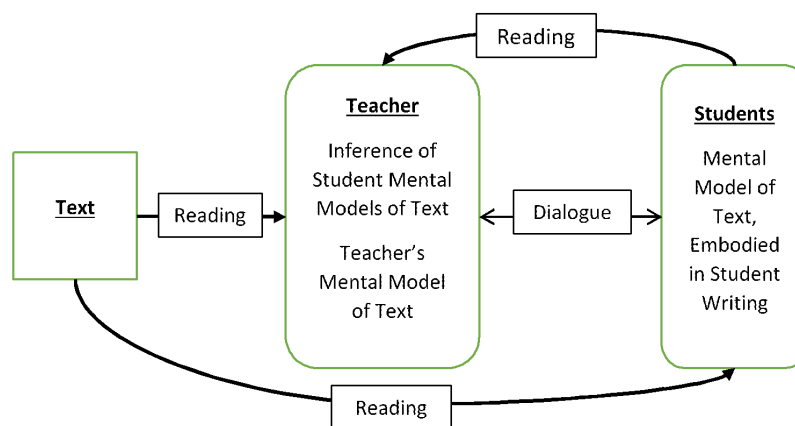 Reading
Teacher
Inference of
Student Mental
Models of Text
Teacher’s
Mental Model
of Text
Students
Mental
Model of
Text,
Embodied
in Student
Writing
Text
Reading
Dialogue
Reading